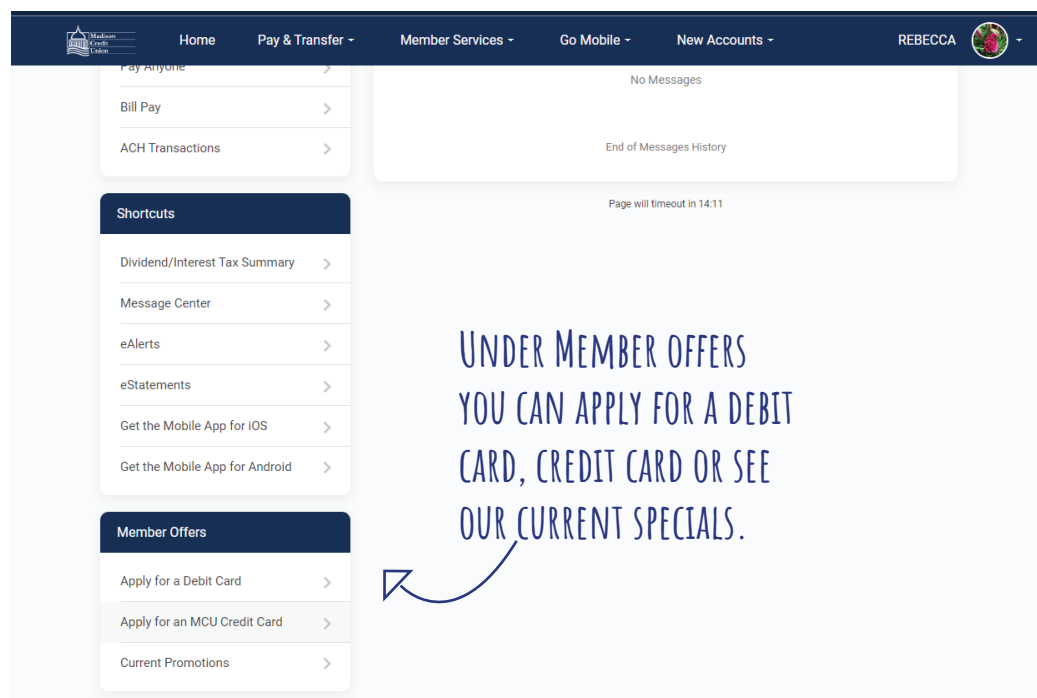 Madison
Credit
Union
Home
Pay & Transfer
Member Services
Go Mobile
New Accounts
REBECCA
Pay Anyone
Bill Pay
ACH Transactions
No Messages
End of Messages History
Page will timeout in 14:11
Shortcuts
Dividend/Interest Tax Summary
Message Center
eAlerts
eStatements
Get the Mobile App for iOS
Get the Mobile App for Android
UNDER MEMBER OFFERS
YOU CAN APPLY FOR A DEBIT
CARD, CREDIT CARD OR SEE
OUR CURRENT SPECIALS.
Member Offers
Apply for a Debit Card
Apply for an MCU Credit Card
Current Promotions